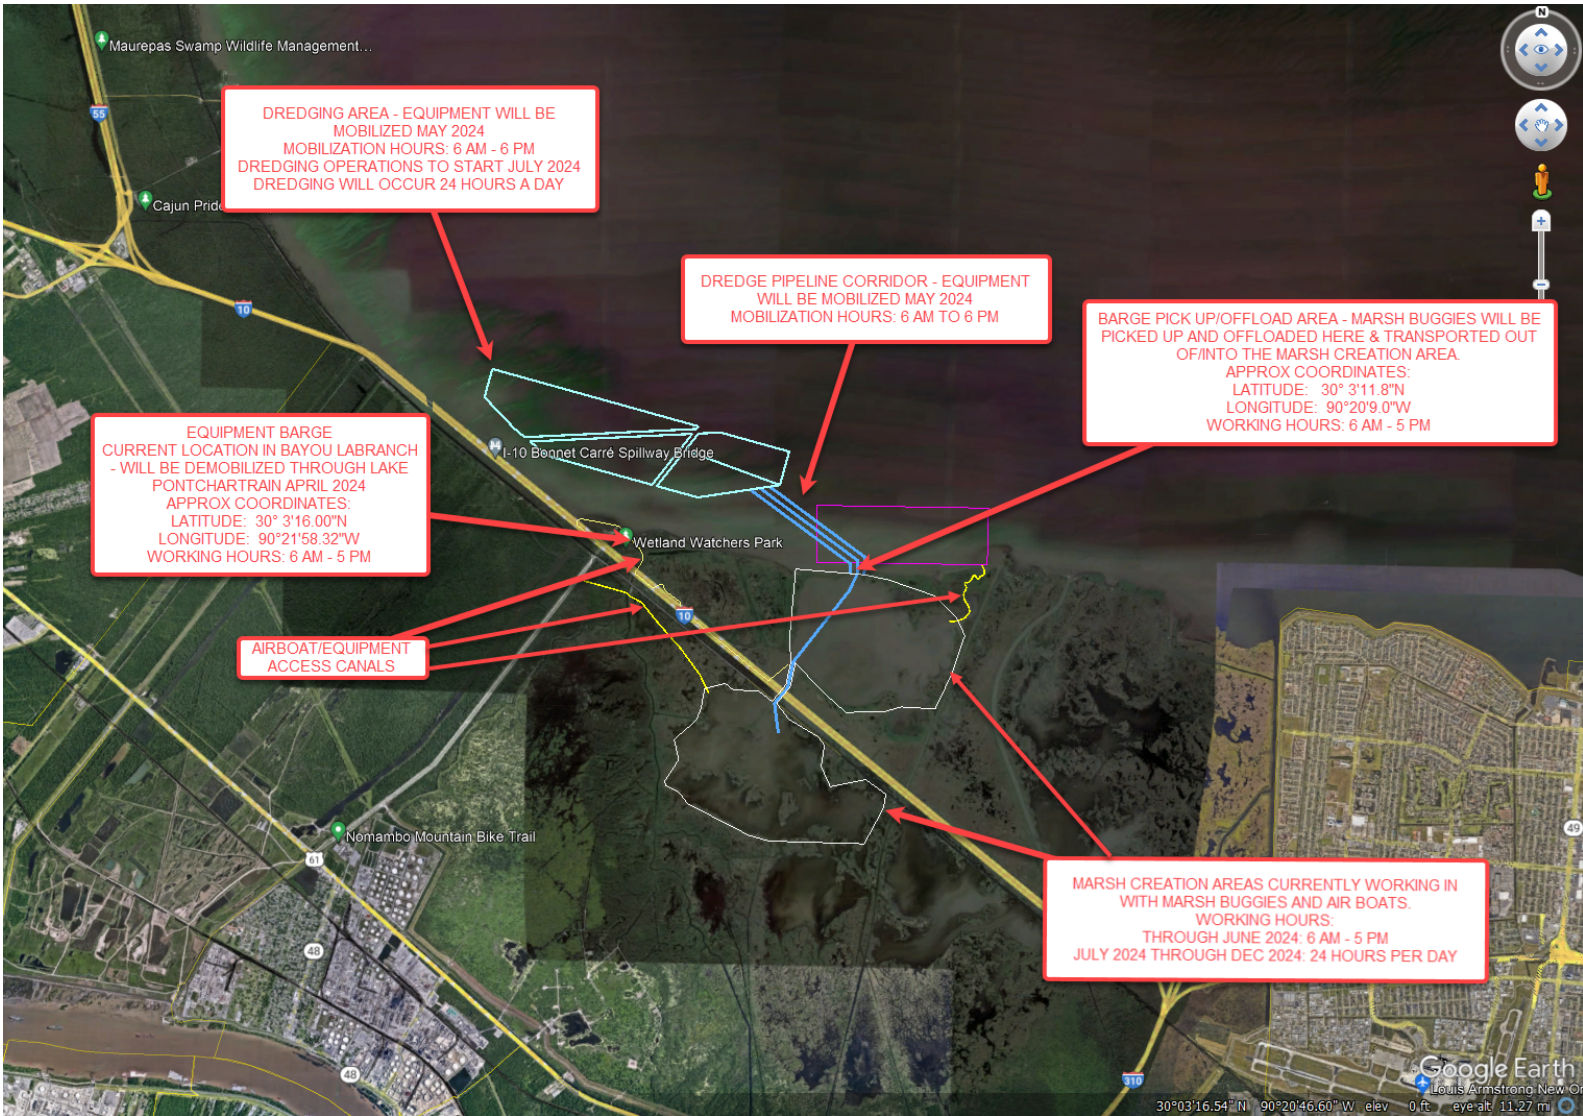 Maurepas Swamp Wildlife Management...
55
DREDGING AREA - EQUIPMENT WILL BE
MOBILIZED MAY 2024
MOBILIZATION HOURS: 6 AM - 6 PM
DREDGING OPERATIONS TO START JULY 2024
DREDGING WILL OCCUR 24 HOURS A DAY
N
Cajun Pride
10
DREDGE PIPELINE CORRIDOR - EQUIPMENT
WILL BE MOBILIZED MAY 2024
MOBILIZATION HOURS: 6 AM TO 6 PM
BARGE PICK UP/OFFLOAD AREA - MARSH BUGGIES WILL BE
PICKED UP AND OFFLOADED HERE & TRANSPORTED OUT
OF/INTO THE MARSH CREATION AREA.
APPROX COORDINATES:
LATITUDE: 30° 3'11.8"N
LONGITUDE: 90°20'9.0"W
WORKING HOURS: 6 AM - 5 PM
EQUIPMENT BARGE
CURRENT LOCATION IN BAYOU LABRANCH
- WILL BE DEMOBILIZED THROUGH LAKE
PONTCHARTRAIN APRIL 2024
APPROX COORDINATES:
LATITUDE: 30° 3'16.00"N
LONGITUDE: 90°21'58.32"W
WORKING HOURS: 6 AM - 5 PM
I-10 Bonnet Carré Spillway Bridge
Wetland Watchers Park
10
AIRBOAT/EQUIPMENT
ACCESS CANALS
Nomambo Mountain Bike Trail
61
49
MARSH CREATION AREAS CURRENTLY WORKING IN
WITH MARSH BUGGIES AND AIR BOATS.
WORKING HOURS:
THROUGH JUNE 2024: 6 AM - 5 PM
JULY 2024 THROUGH DEC 2024: 24 HOURS PER DAY
48
48
310
Google Earth
Louis Armstrong New Or
30°03'16.54" N 90°20'46.60" W elev 0 ft eye alt 11.27 mi